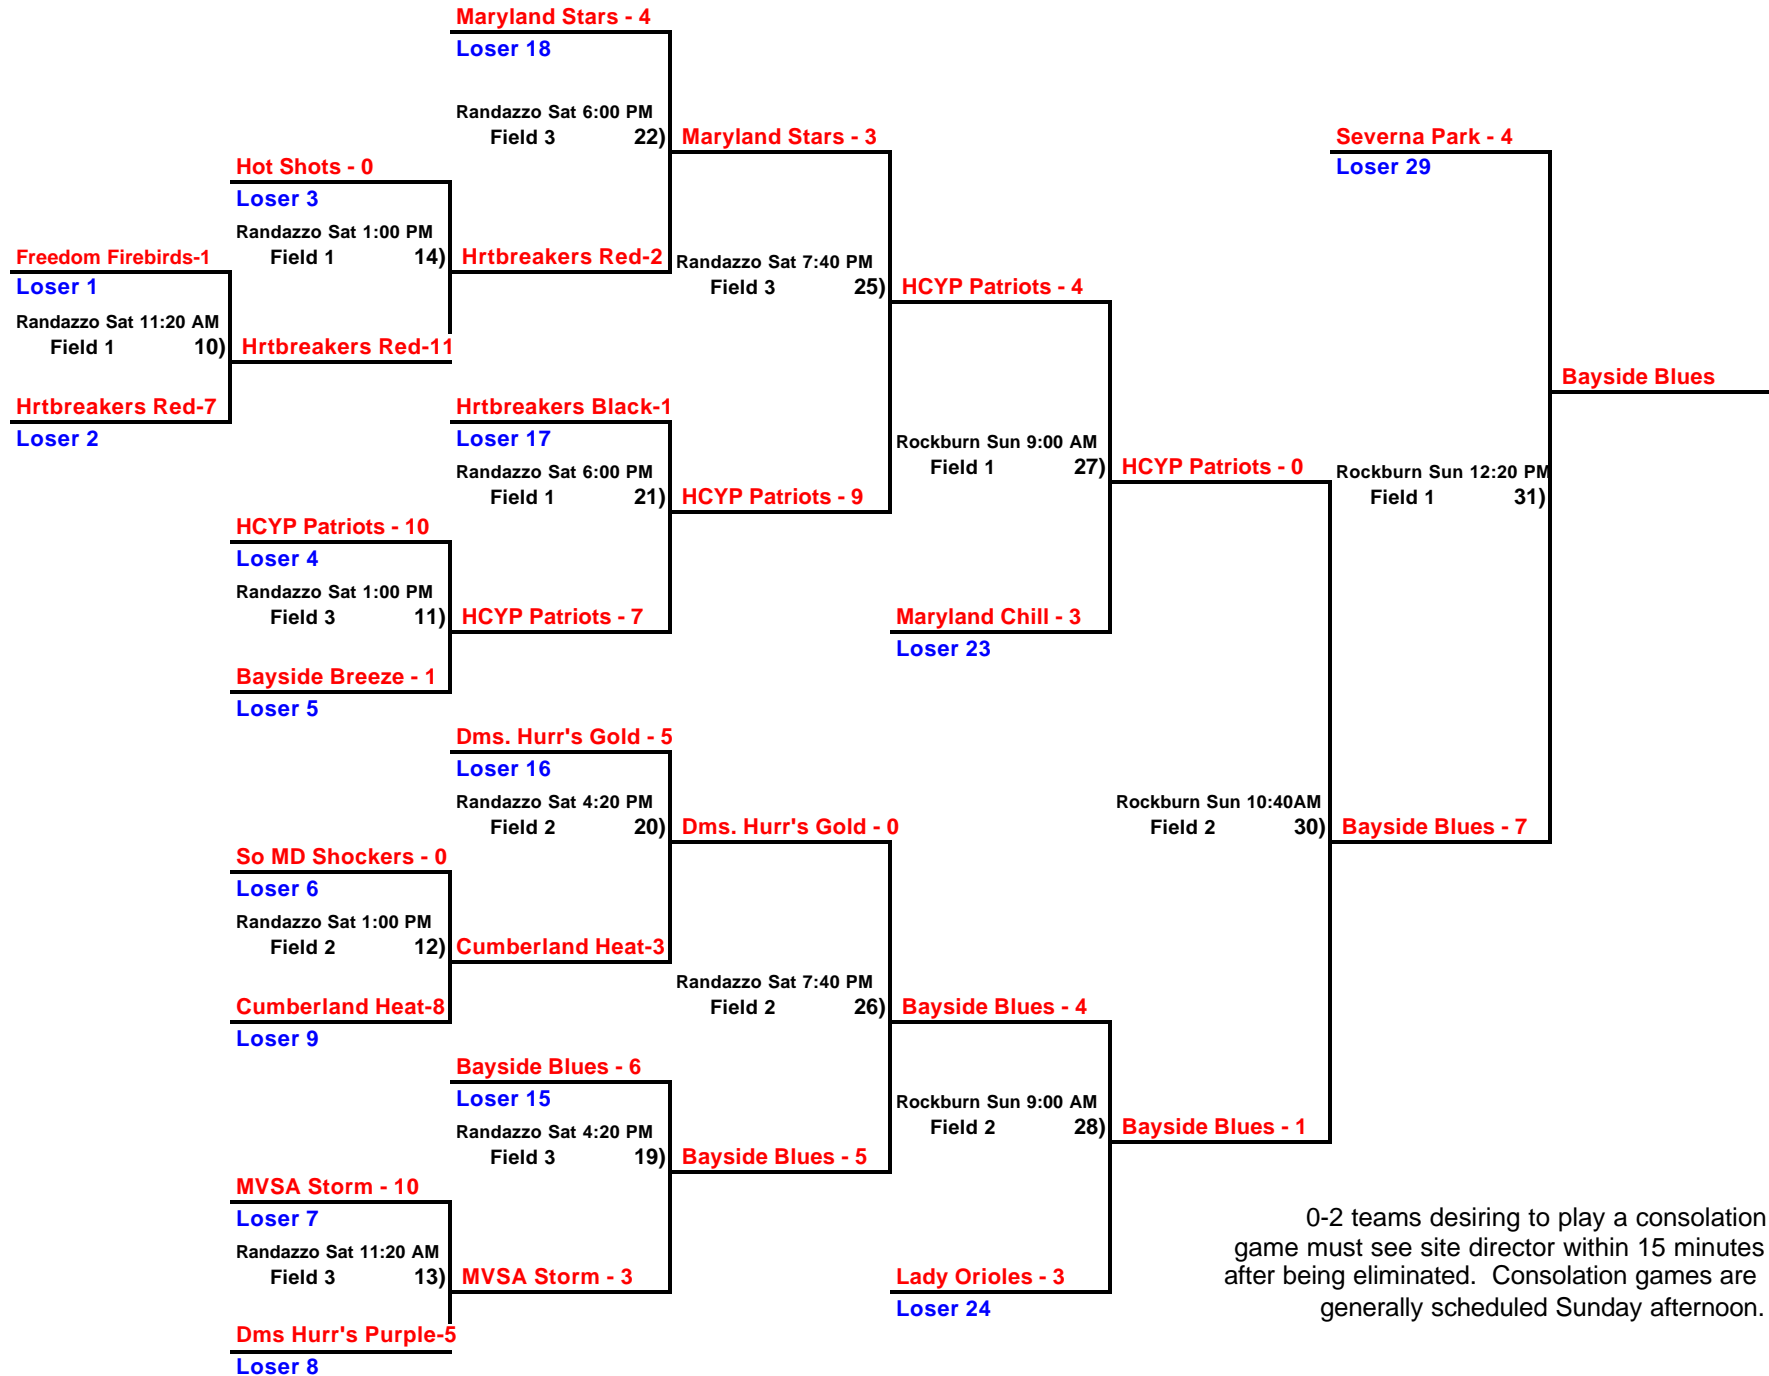 Maryland Stars - 4
Loser 18
Randazzo Sat 6:00 PM
Field 3 22)
Maryland Stars - 3
Severna Park - 4
Loser 29
Hot Shots - 0
Loser 3
Randazzo Sat 1:00 PM
Field 1 14)
Freedom Firebirds-1
Loser 1
Hrtbreakers Red-2
Randazzo Sat 7:40 PM
Field 3 25)
HCYP Patriots - 4
Randazzo Sat 11:20 AM
Field 1 10)
Hrtbreakers Red-11
Bayside Blues
Hrtbreakers Red-7
Loser 2
Hrtbreakers Black-1
Loser 17
Randazzo Sat 6:00 PM
Field 1 21)
HCYP Patriots - 9
Rockburn Sun 9:00 AM
Field 1 27)
HCYP Patriots - 0
Rockburn Sun 12:20 PM
Field 1 31)
HCYP Patriots - 10
Loser 4
Randazzo Sat 1:00 PM
Field 3 11)
HCYP Patriots - 7
Maryland Chill - 3
Loser 23
Bayside Breeze - 1
Loser 5
Dms. Hurr's Gold - 5
Loser 16
Randazzo Sat 4:20 PM
Field 2 20)
Dms. Hurr's Gold - 0
Rockburn Sun 10:40AM
Field 2 30)
Bayside Blues - 7
So MD Shockers - 0
Loser 6
Randazzo Sat 1:00 PM
Field 2 12)
Cumberland Heat-3
Randazzo Sat 7:40 PM
Field 2 26)
Bayside Blues - 4
Cumberland Heat-8
Loser 9
Bayside Blues - 6
Loser 15
Randazzo Sat 4:20 PM
Field 3 19)
Bayside Blues - 5
Rockburn Sun 9:00 AM
Field 2 28)
Bayside Blues - 1
MVSA Storm - 10
Loser 7
Randazzo Sat 11:20 AM
Field 3 13)
MVSA Storm - 3
Lady Orioles - 3
Loser 24
Dms Hurr's Purple-5
Loser 8
0-2 teams desiring to play a consolation
game must see site director within 15 minutes
after being eliminated. Consolation games are
generally scheduled Sunday afternoon.